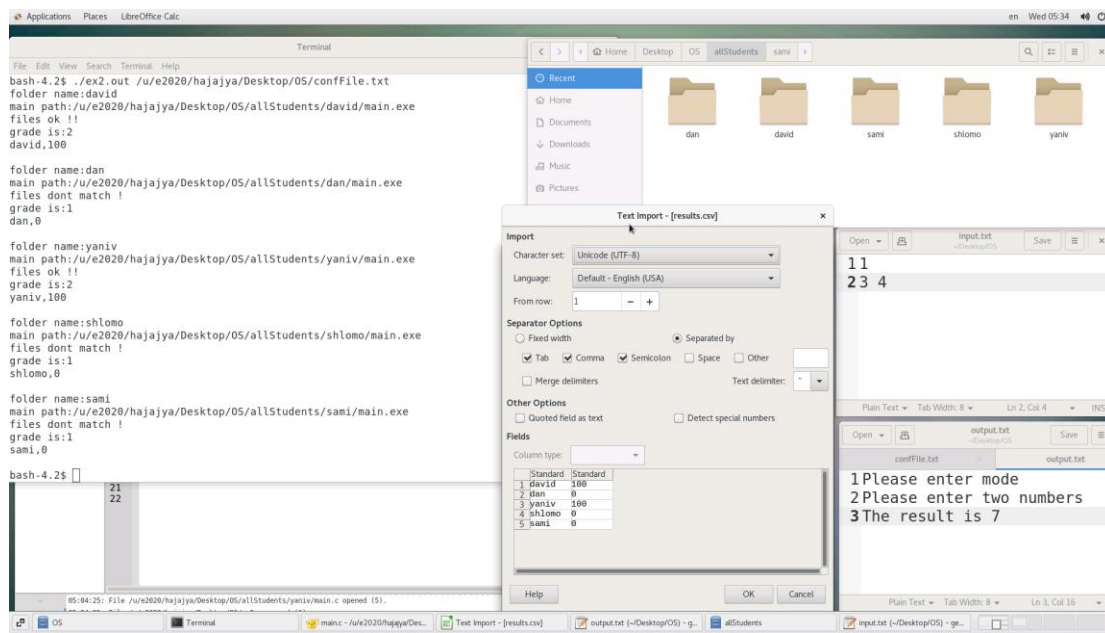 Applications Places LibreOffice Calc
en Wed 05:34
Terminal
File Edit View Search Terminal Help
bash-4.2$ ./ex2.out /u/e2020/hajajya/Desktop/OS/confFile.txt
folder name:david
main path:/u/e2020/hajajya/Desktop/OS/allStudents/david/main.exe
files ok !!
grade is:2
david,100
folder name:dan
main path:/u/e2020/hajajya/Desktop/OS/allStudents/dan/main.exe
files dont match !
grade is:1
dan,0
folder name:yaniv
main path:/u/e2020/hajajya/Desktop/OS/allStudents/yaniv/main.exe
files ok !!
grade is:2
yaniv,100
folder name:shlomo
main path:/u/e2020/hajajya/Desktop/OS/allStudents/shlomo/main.exe
files dont match !
grade is:1
shlomo,0
folder name:sami
main path:/u/e2020/hajajya/Desktop/OS/allStudents/sami/main.exe
files dont match !
grade is:1
sami,0
bash-4.2$
21
22
05:04:25: File /u/e2020/hajajya/Desktop/OS/allStudents/yaniv/main.c opened (5).
Home Desktop OS allStudents sami
Recent
Home
Documents
Downloads
Music
Pictures
dan david sami shlomo yaniv
Text Import - [results.csv]
Import
Character set: Unicode (UTF-8)
Language: Default - English (USA)
From row: 1 - +
Separator Options
Fixed width Separated by
Tab Comma Semicolon Space Other
Merge delimiters Text delimiter: "
Other Options
Quoted field as text Detect special numbers
Fields
Column type:
Standard Standard
1 david 100
2 dan 0
3 yaniv 100
4 shlomo 0
5 sami 0
Help OK Cancel
Open input.txt Save
~/Desktop/OS
1 1
2 3 4
Plain Text Tab Width: 8 Ln 2, Col 4 INS
Open output.txt Save
~/Desktop/OS
confFile.txt output.txt
1 Please enter mode
2 Please enter two numbers
3 The result is 7
Plain Text Tab Width: 8 Ln 3, Col 16
OS Terminal main.c - /u/e2020/hajajya/Des... Text Import - [results.csv] output.txt (~/Desktop/OS) - g... allStudents input.txt (~/Desktop/OS) - ge...